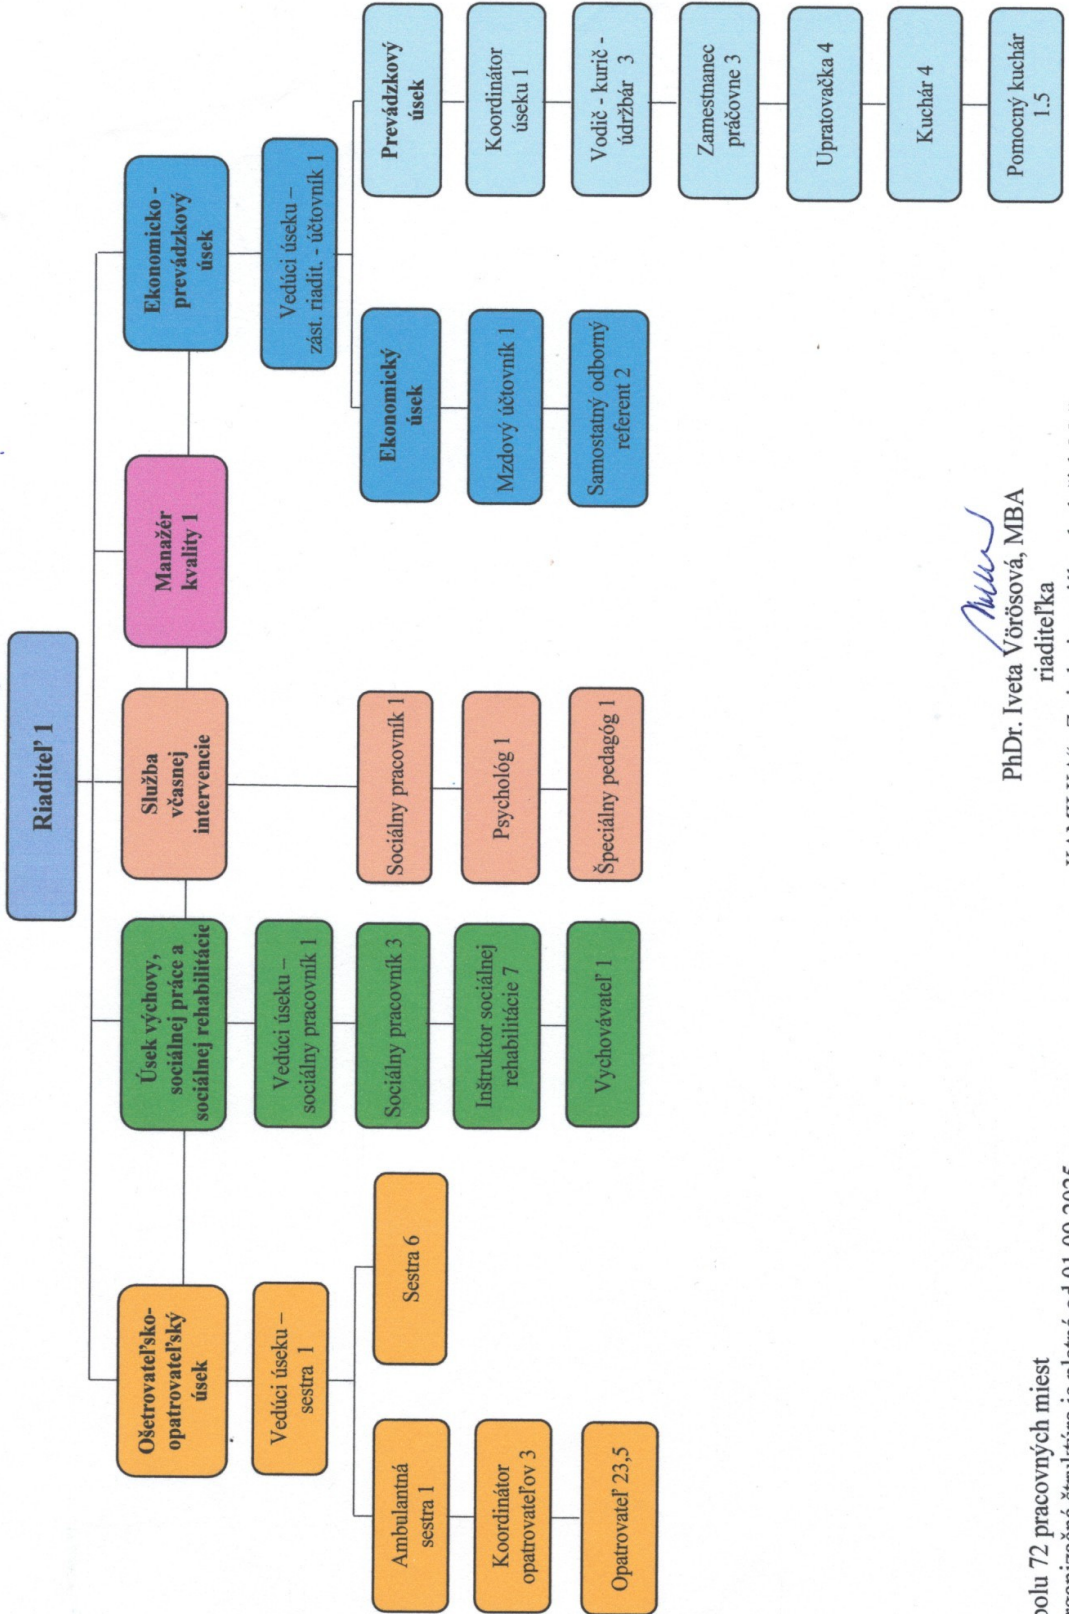 Riaditeľ 1
Ošetrovateľsko-
opatrovateľský
úsek
Úsek výchovy,
sociálnej práce a
sociálnej rehabilitácie
Služba
včasnej
intervencie
Manažér
kvality 1
Ekonomicko -
prevádzkový
úsek
Vedúci úseku –
sestra 1
Ambulantná
sestra 1
Koordinátor
opatrovateľov 3
Opatrovateľ 23,5
Sestra 6
Vedúci úseku –
sociálny pracovník 1
Sociálny pracovník 3
Inštruktor sociálnej
rehabilitácie 7
Vychovávateľ 1
Sociálny pracovník 1
Psychológ 1
Špeciálny pedagóg 1
Vedúci úseku –
zást. riadit. - účtovník 1
Ekonomický
úsek
Mzdový účtovník 1
Samostatný odborný
referent 2
Prevádzkový
úsek
Koordinátor
úseku 1
Vodič - kurič -
údržbár 3
Zamestnanec
práčovne 3
Upratovačka 4
Kuchár 4
Pomocný kuchár
1.5
PhDr. Iveta Vörösová, MBA
riaditeľka
72 pracovných miest